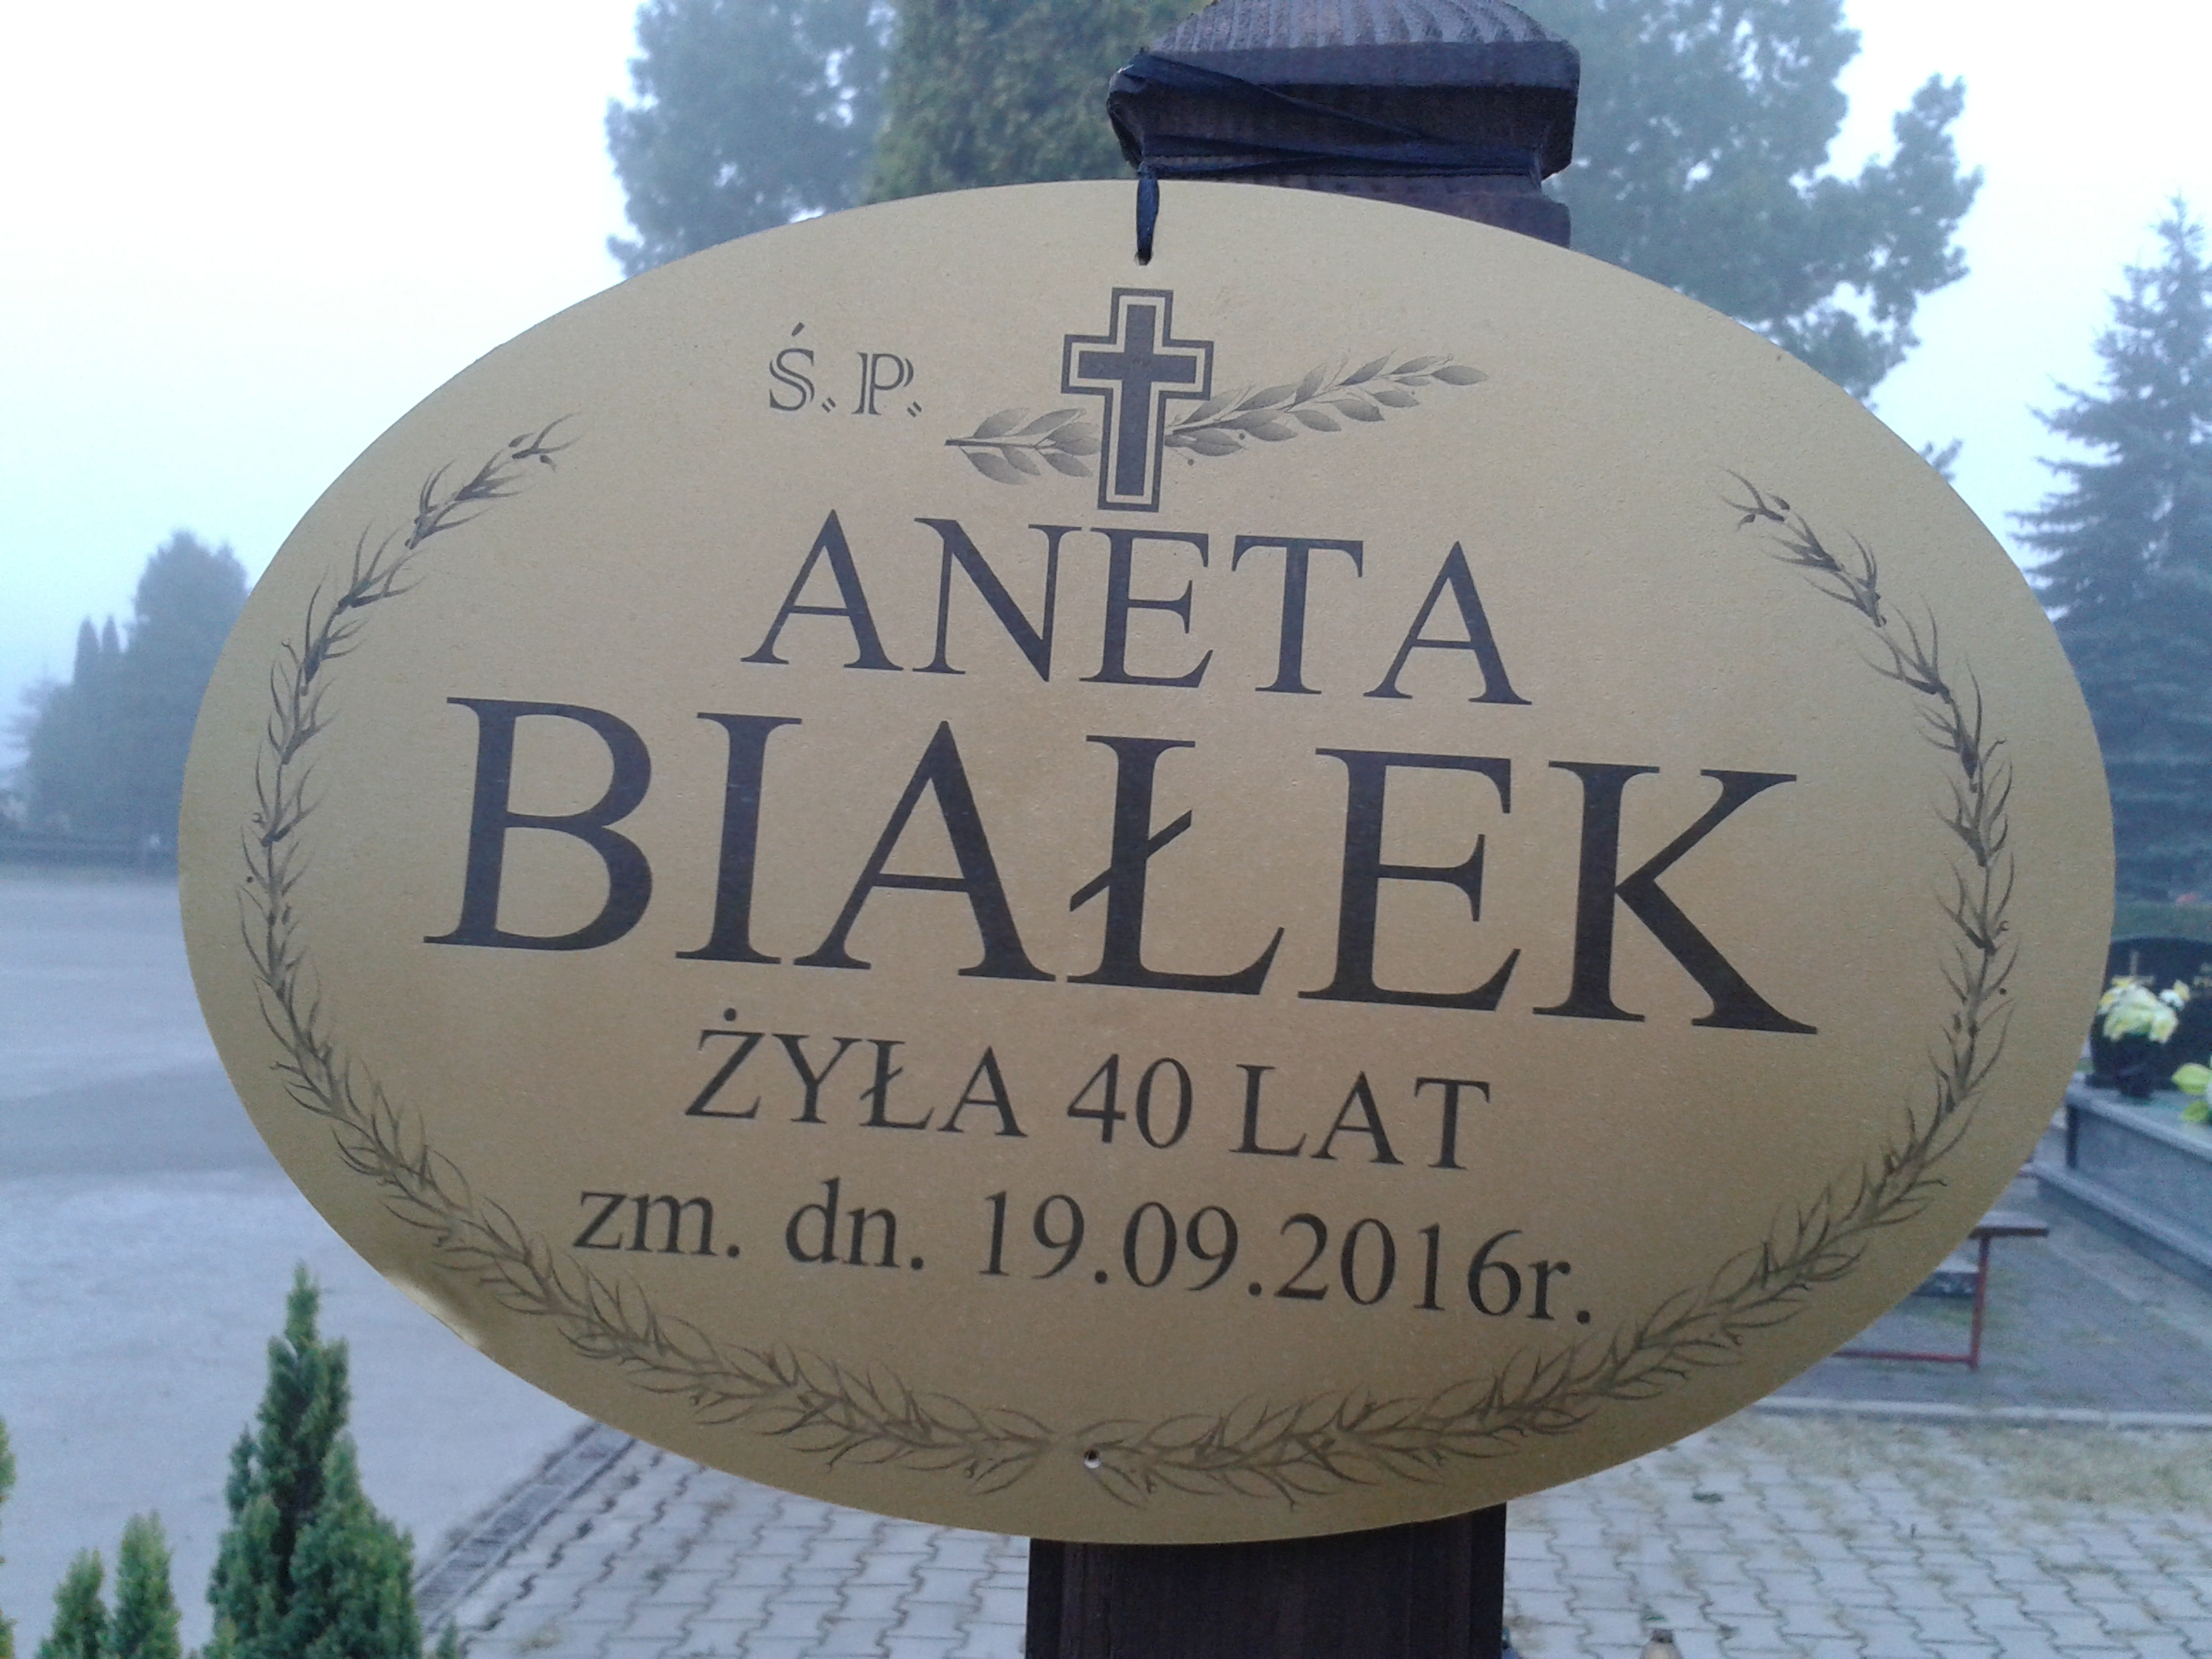 Ś. P.
ANETA
BIAŁEK
ŻYŁA 40 LAT
zm. dn. 19.09.2016r.